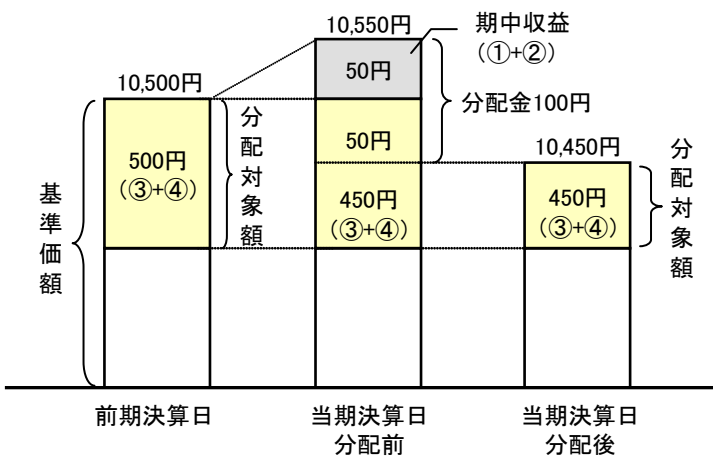 10,550円
期中収益
（①+②）
50円
10,500円
分配金100円
分配対象額
50円
10,450円
500円
（③+④）
450円
（③+④）
450円
（③+④）
分配対象額
基準価額
前期決算日
当期決算日
分配前
当期決算日
分配後